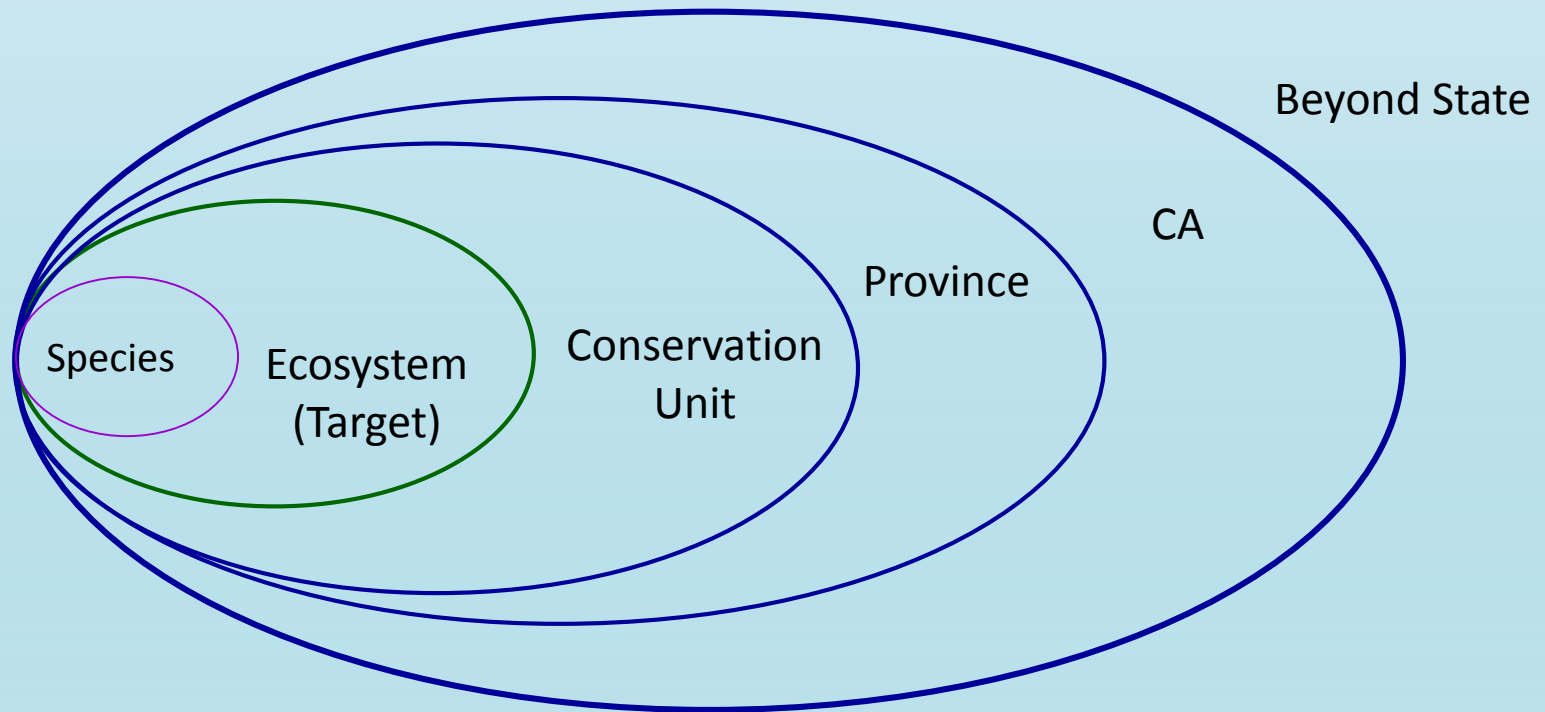 Beyond State
CA
Province
Conservation
Unit
Ecosystem
(Target)
Species